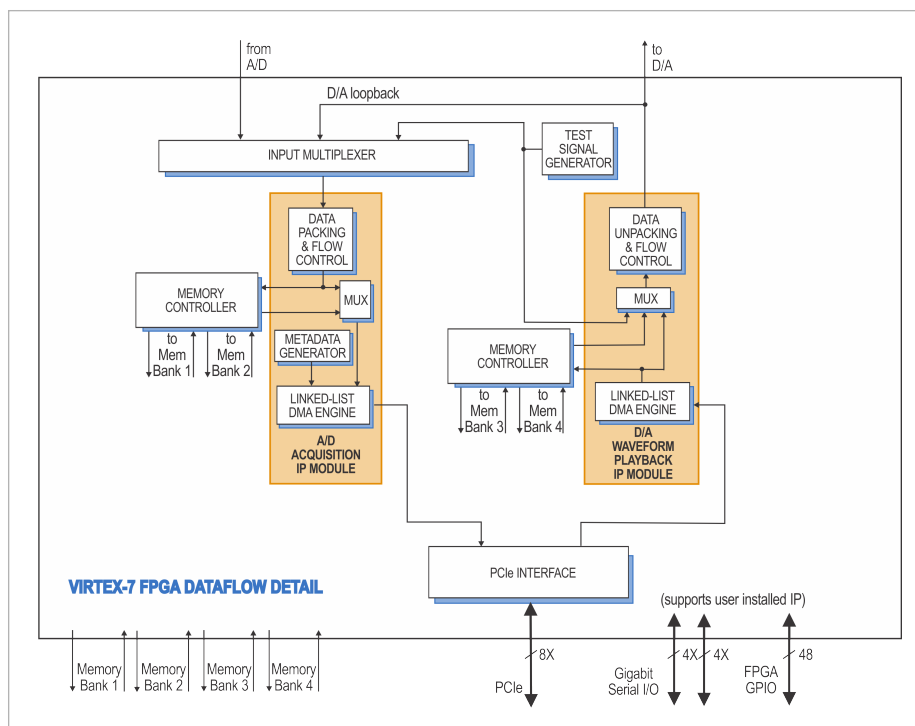 from
A/D
to
D/A
D/A loopback
INPUT MULTIPLEXER
TEST
SIGNAL
GENERATOR
DATA
PACKING
& FLOW
CONTROL
DATA
UNPACKING
& FLOW
CONTROL
MEMORY
CONTROLLER
MUX
MUX
to
Mem
Bank 1
to
Mem
Bank 2
METADATA
GENERATOR
MEMORY
CONTROLLER
LINKED-LIST
DMA ENGINE
to
Mem
Bank 3
to
Mem
Bank 4
LINKED-LIST
DMA ENGINE
A/D
ACQUISITION
IP MODULE
D/A
WAVEFORM
PLAYBACK
IP MODULE
PCIe INTERFACE
VIRTEX-7 FPGA DATAFLOW DETAIL
(supports user installed IP)
Memory
Bank 1
Memory
Bank 2
Memory
Bank 3
Memory
Bank 4
8X
PCIe
4X
4X
Gigabit
Serial I/O
48
FPGA
GPIO